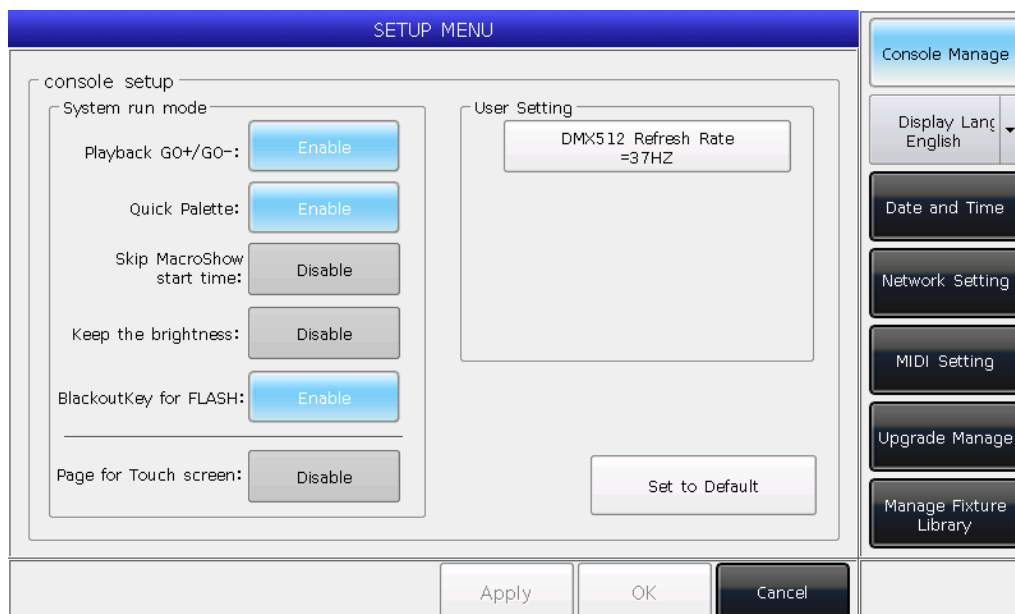 SETUP MENU
console setup
System run mode
Playback GO+/GO-:
Enable
Quick Palette:
Enable
Skip MacroShow
start time:
Disable
Keep the brightness:
Disable
BlackoutKey for FLASH:
Enable
Page for Touch screen:
Disable
User Setting
DMX512 Refresh Rate
=37HZ
Set to Default
Apply
OK
Cancel
Console Manage
Display Lang
English
Date and Time
Network Setting
MIDI Setting
Upgrade Manage
Manage Fixture
Library